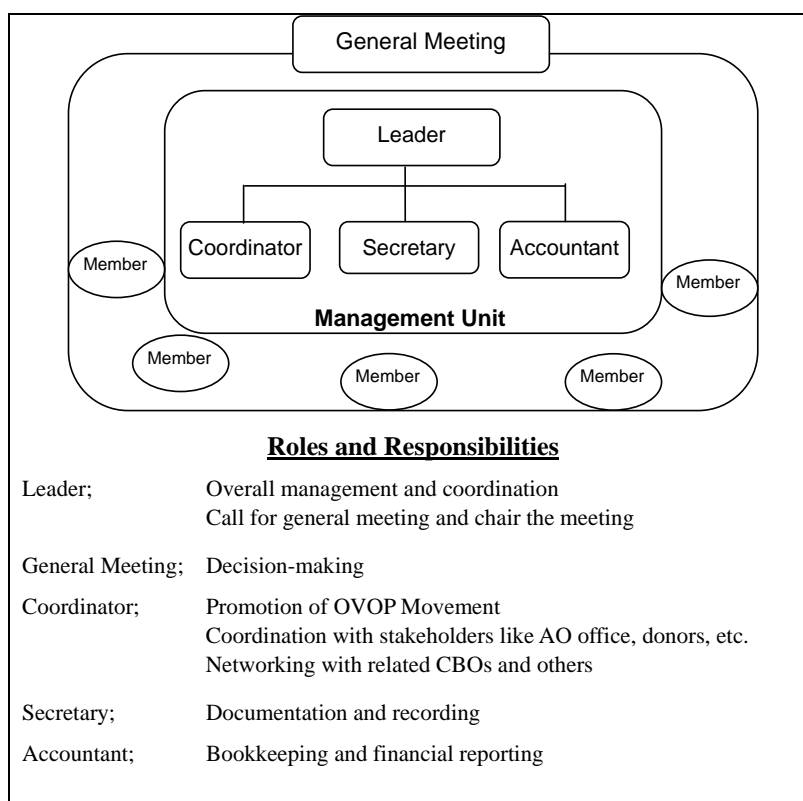 General Meeting
Leader
Coordinator Secretary Accountant
Member
Member
Management Unit
Member
Member
Member
Roles and Responsibilities
Leader; Overall management and coordination
Call for general meeting and chair the meeting
General Meeting; Decision-making
Coordinator; Promotion of OVOP Movement
Coordination with stakeholders like AO office, donors, etc.
Networking with related CBOs and others
Secretary; Documentation and recording
Accountant; Bookkeeping and financial reporting